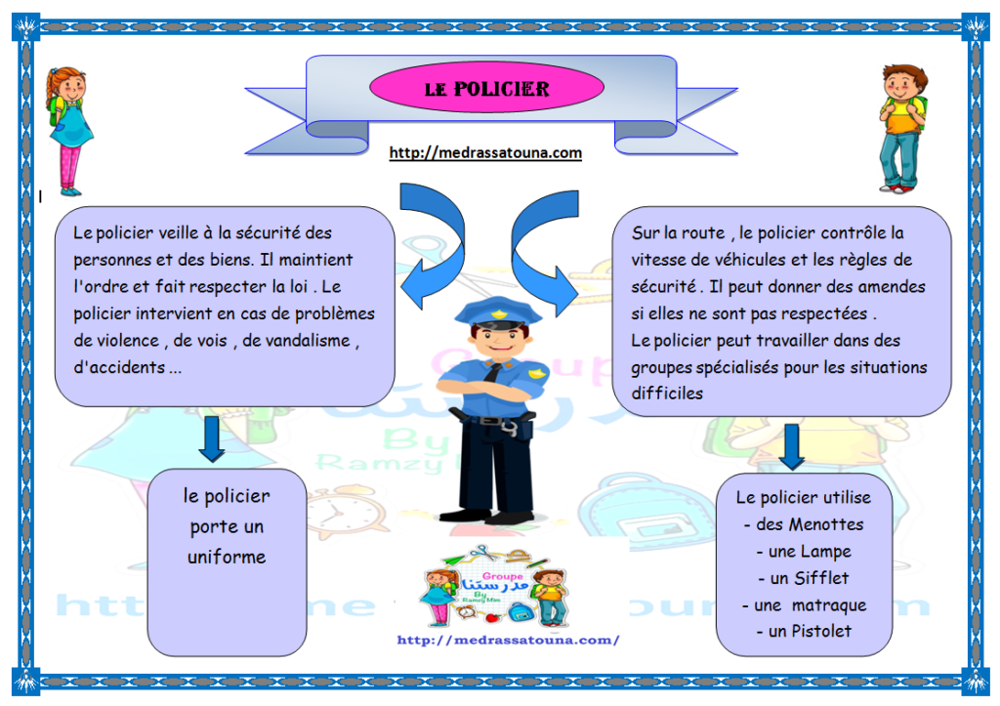 LE POLICIER
http://medrassatouna.com
Le policier veille à la sécurité des
personnes et des biens. Il maintient
l'ordre et fait respecter la loi . Le
policier intervient en cas de problèmes
de violence , de vois , de vandalisme ,
d'accidents ...
Sur la route , le policier contrôle la
vitesse de véhicules et les règles de
sécurité . Il peut donner des amendes
si elles ne sont pas respectées .
Le policier peut travailler dans des
groupes spécialisés pour les situations
difficiles
le policier
porte un
uniforme
Le policier utilise
- des Menottes
- une Lampe
- un Sifflet
- une matraque
- un Pistolet
Groupe
مدرستنا
By
Ramzy Mim
http://medrassatouna.com/